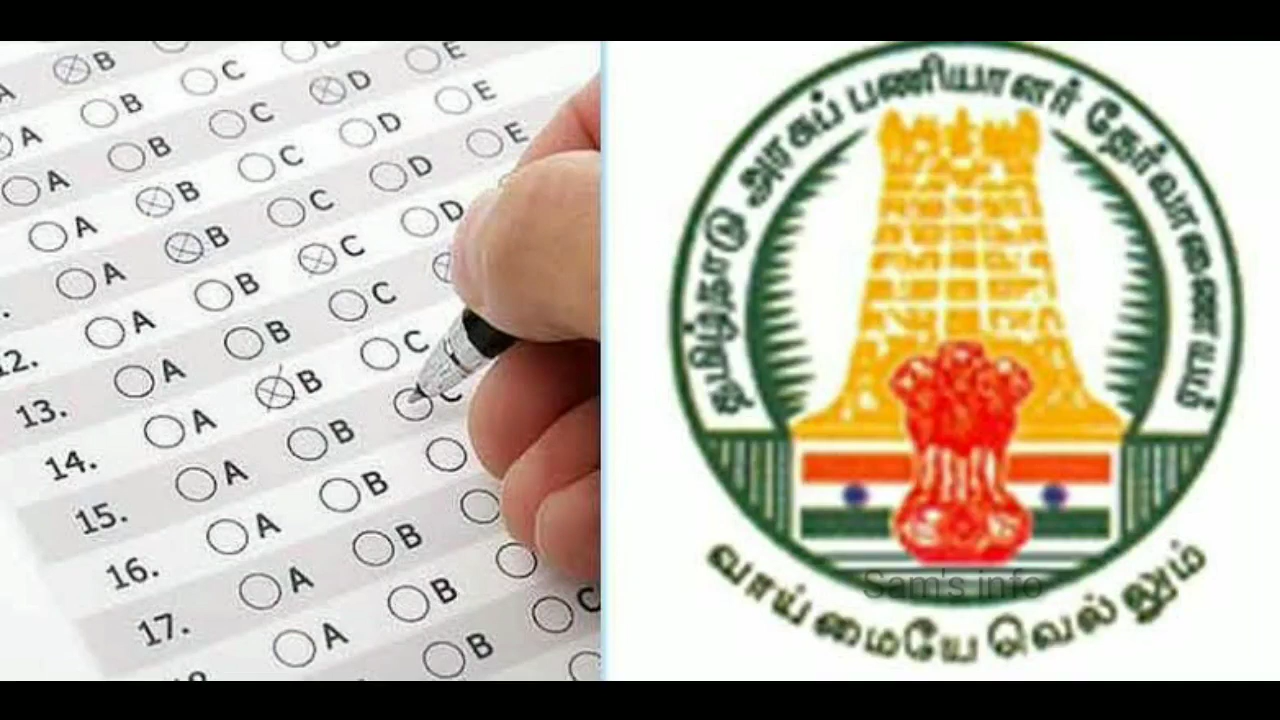 A B
A B C D E
A B C D E
A B C D E
A B C D
12. A B C
13. A B C
14. A B C
15. A B
16. A B
17. A B C
A B
தமிழ்நாடு அரசுப் பணியாளர் தேர்வாணையம்
வாய்மையே வெல்லும்
Sam's info